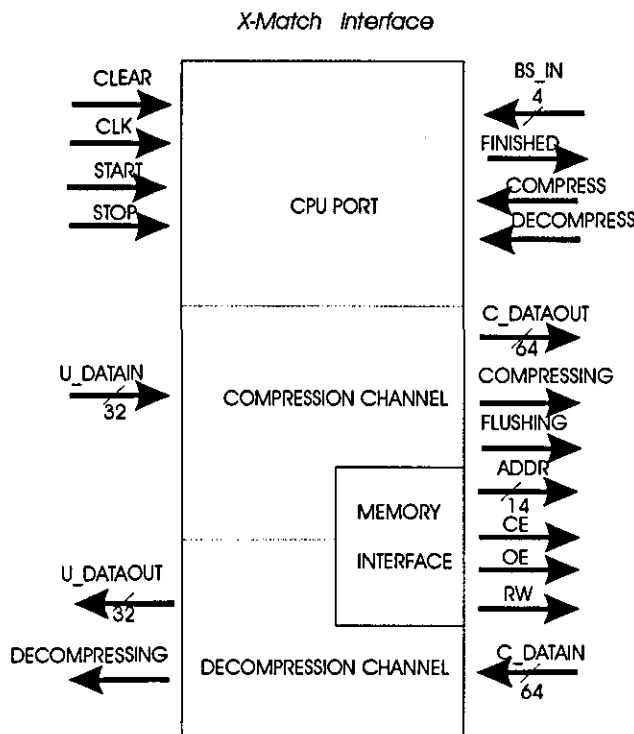 X-Match Interface
CLEAR
CLK
START
STOP
CPU PORT
BS_IN
4
FINISHED
COMPRESS
DECOMPRESS
U_DATAIN
32
COMPRESSION CHANNEL
C_DATAOUT
64
COMPRESSING
FLUSHING
ADDR
14
MEMORY
INTERFACE
CE
OE
RW
U_DATAOUT
32
DECOMPRESSING
DECOMPRESSION CHANNEL
C_DATAIN
64